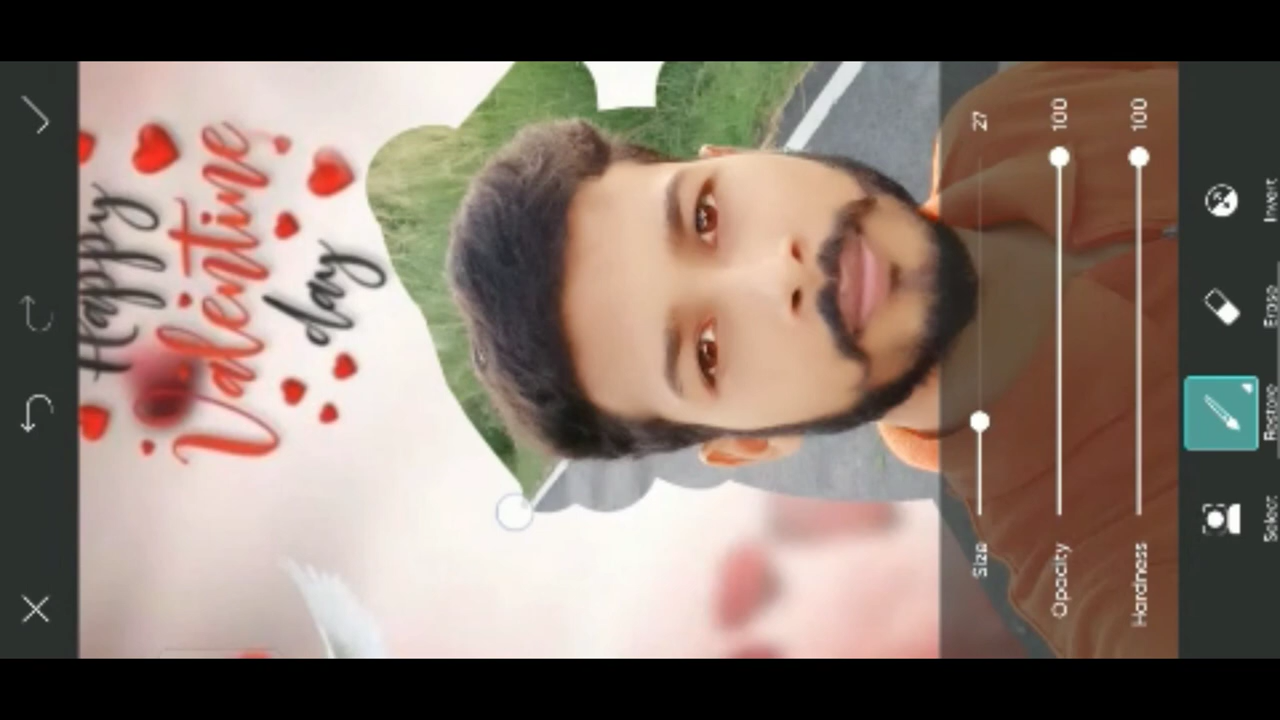 Happy
Valentine
day
Size 27
Opacity 100
Hardness 100
Select
Restore
Erase
Invert